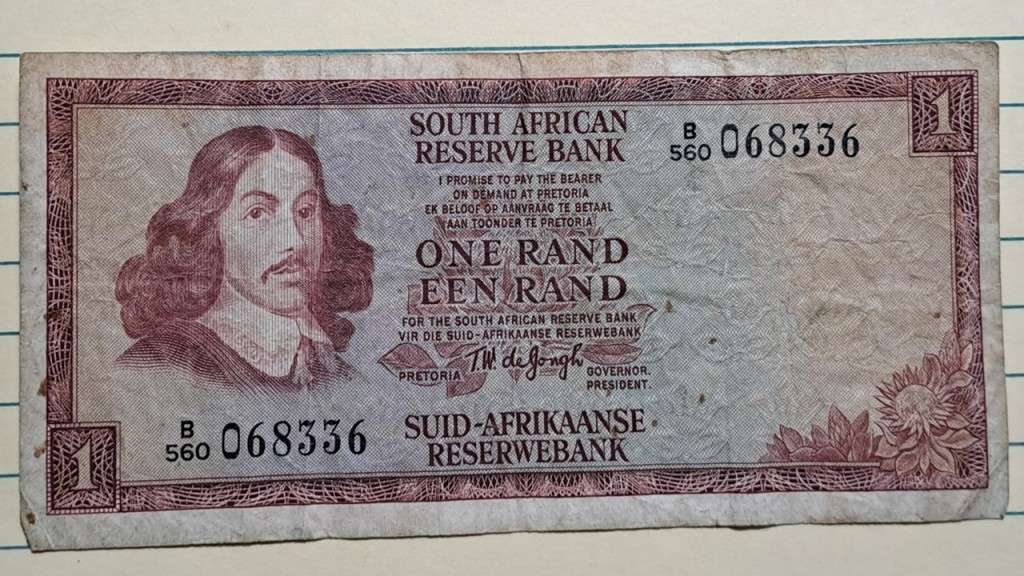 1
SOUTH AFRICAN
RESERVE BANK
B
560 068336
I PROMISE TO PAY THE BEARER
ON DEMAND AT PRETORIA
EK BELOOF OP AANVRAAG TE BETAAL
AAN TOONDER TE PRETORIA
ONE RAND
EEN RAND
FOR THE SOUTH AFRICAN RESERVE BANK
VIR DIE SUID-AFRIKAANSE RESERWEBANK
T.W. de Jongh
PRETORIA
GOVERNOR.
PRESIDENT.
B
560 068336
SUID-AFRIKAANSE
RESERWEBANK
1